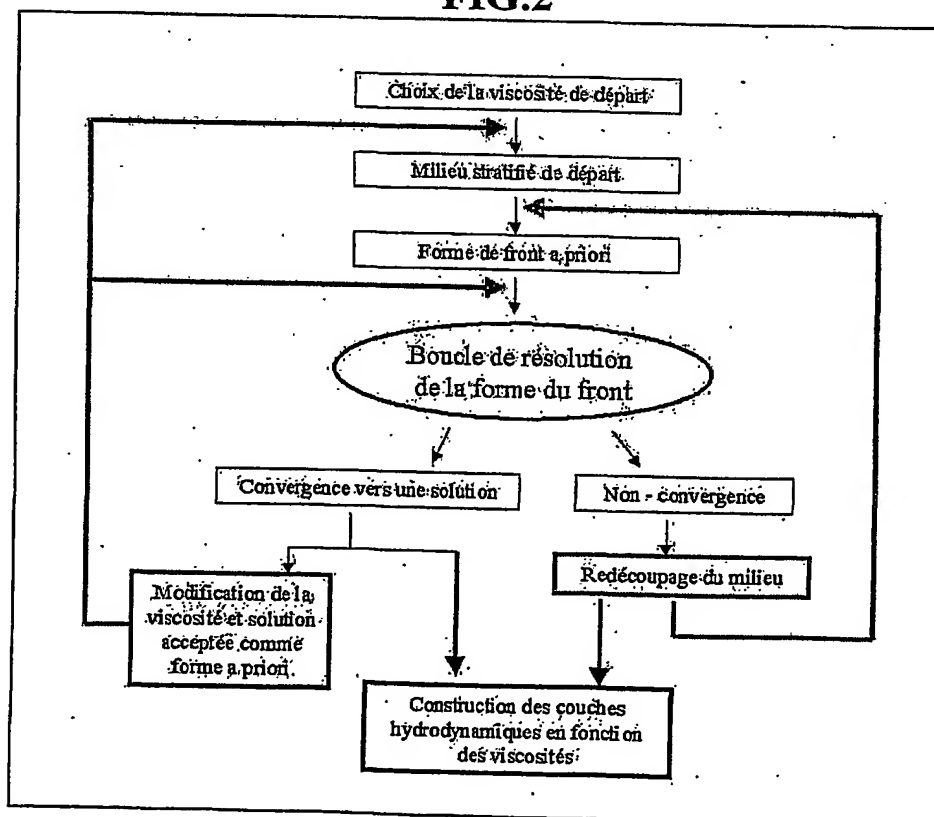 FIG.2
Choix de la viscosité de départ
Milieu stratifié de départ
Forme de front a priori
Boucle de résolution
de la forme du front
Convergence vers une solution
Non - convergence
Modification de la
viscosité et solution
acceptée comme
forme a priori.
Redécoupage du milieu
Construction des couches
hydrodynamiques en fonction
des viscosités